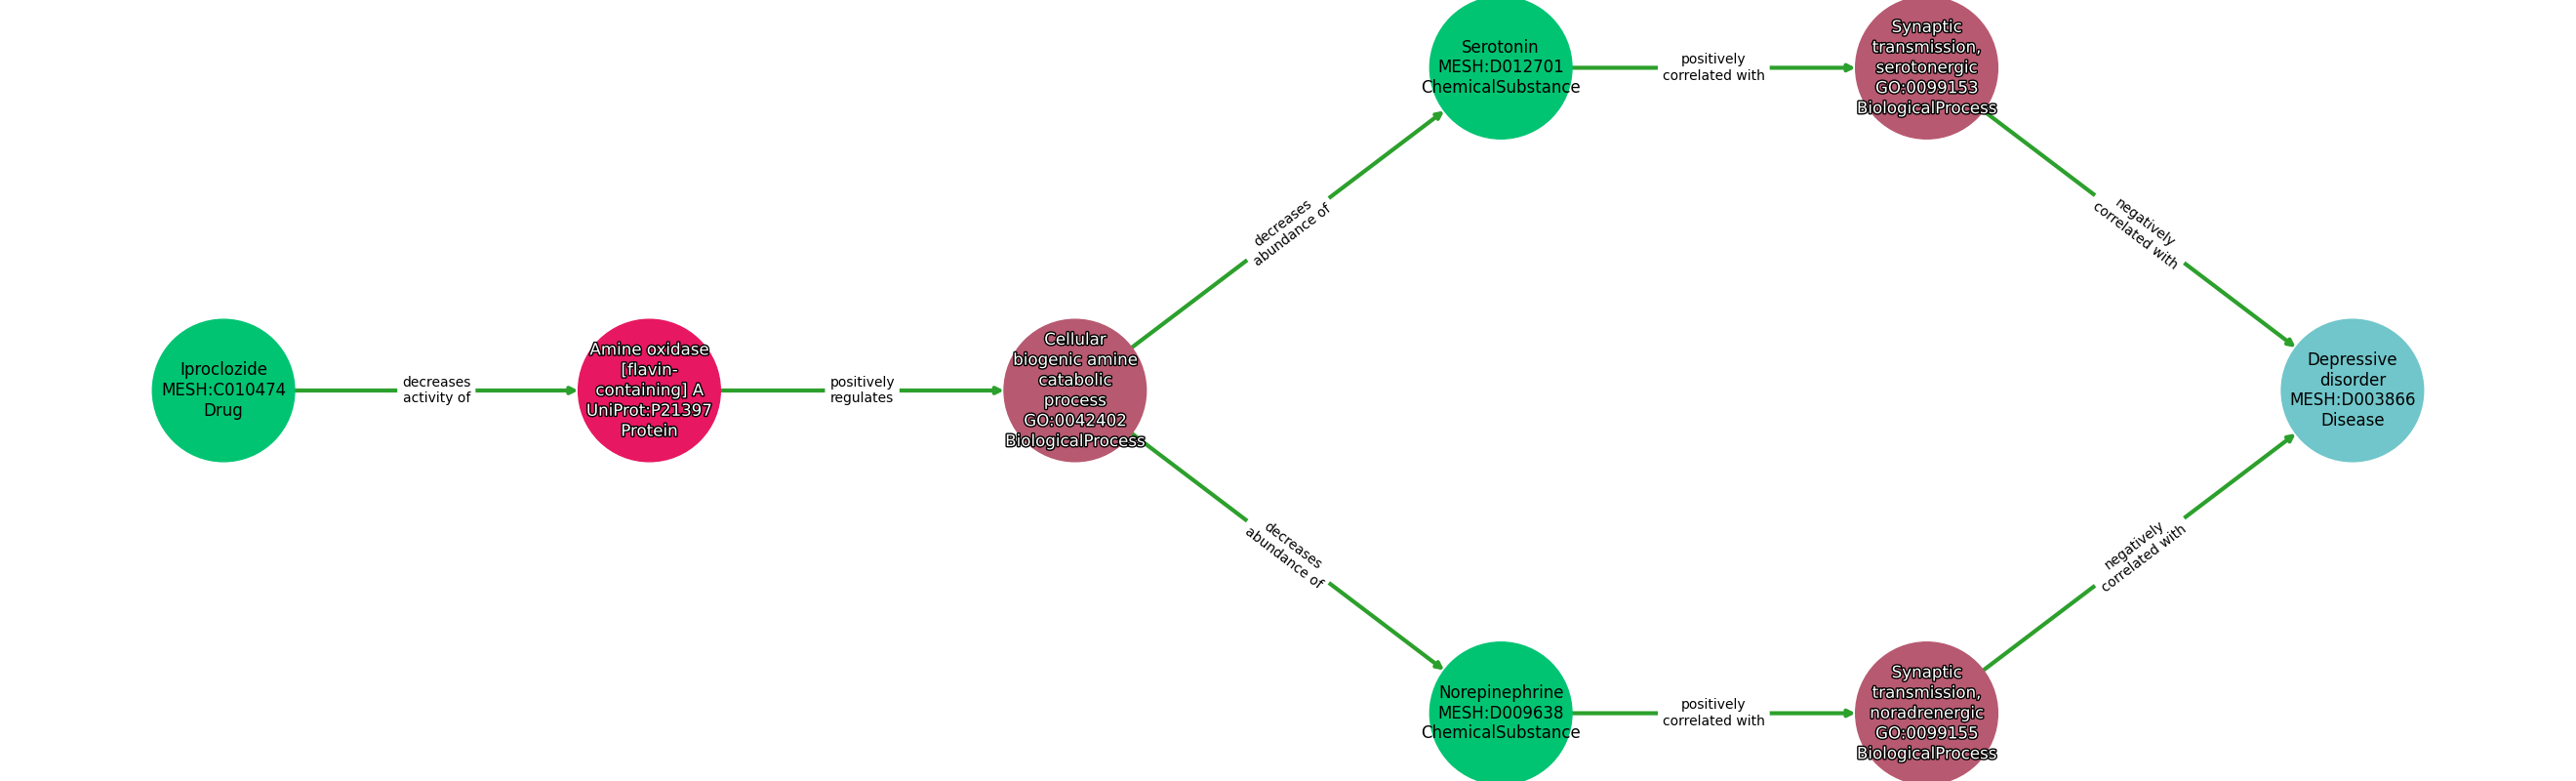 Iproclozide
MESH:C010474
Drug
decreases
activity of
Amine oxidase
[flavin-
containing] A
UniProt:P21397
Protein
positively
regulates
Cellular
biogenic amine
catabolic
process
GO:0042402
BiologicalProcess
decreases
abundance of
Serotonin
MESH:D012701
ChemicalSubstance
positively
correlated with
Synaptic
transmission,
serotonergic
GO:0099153
BiologicalProcess
negatively
correlated with
decreases
abundance of
Norepinephrine
MESH:D009638
ChemicalSubstance
positively
correlated with
Synaptic
transmission,
noradrenergic
GO:0099155
BiologicalProcess
negatively
correlated with
Depressive
disorder
MESH:D003866
Disease